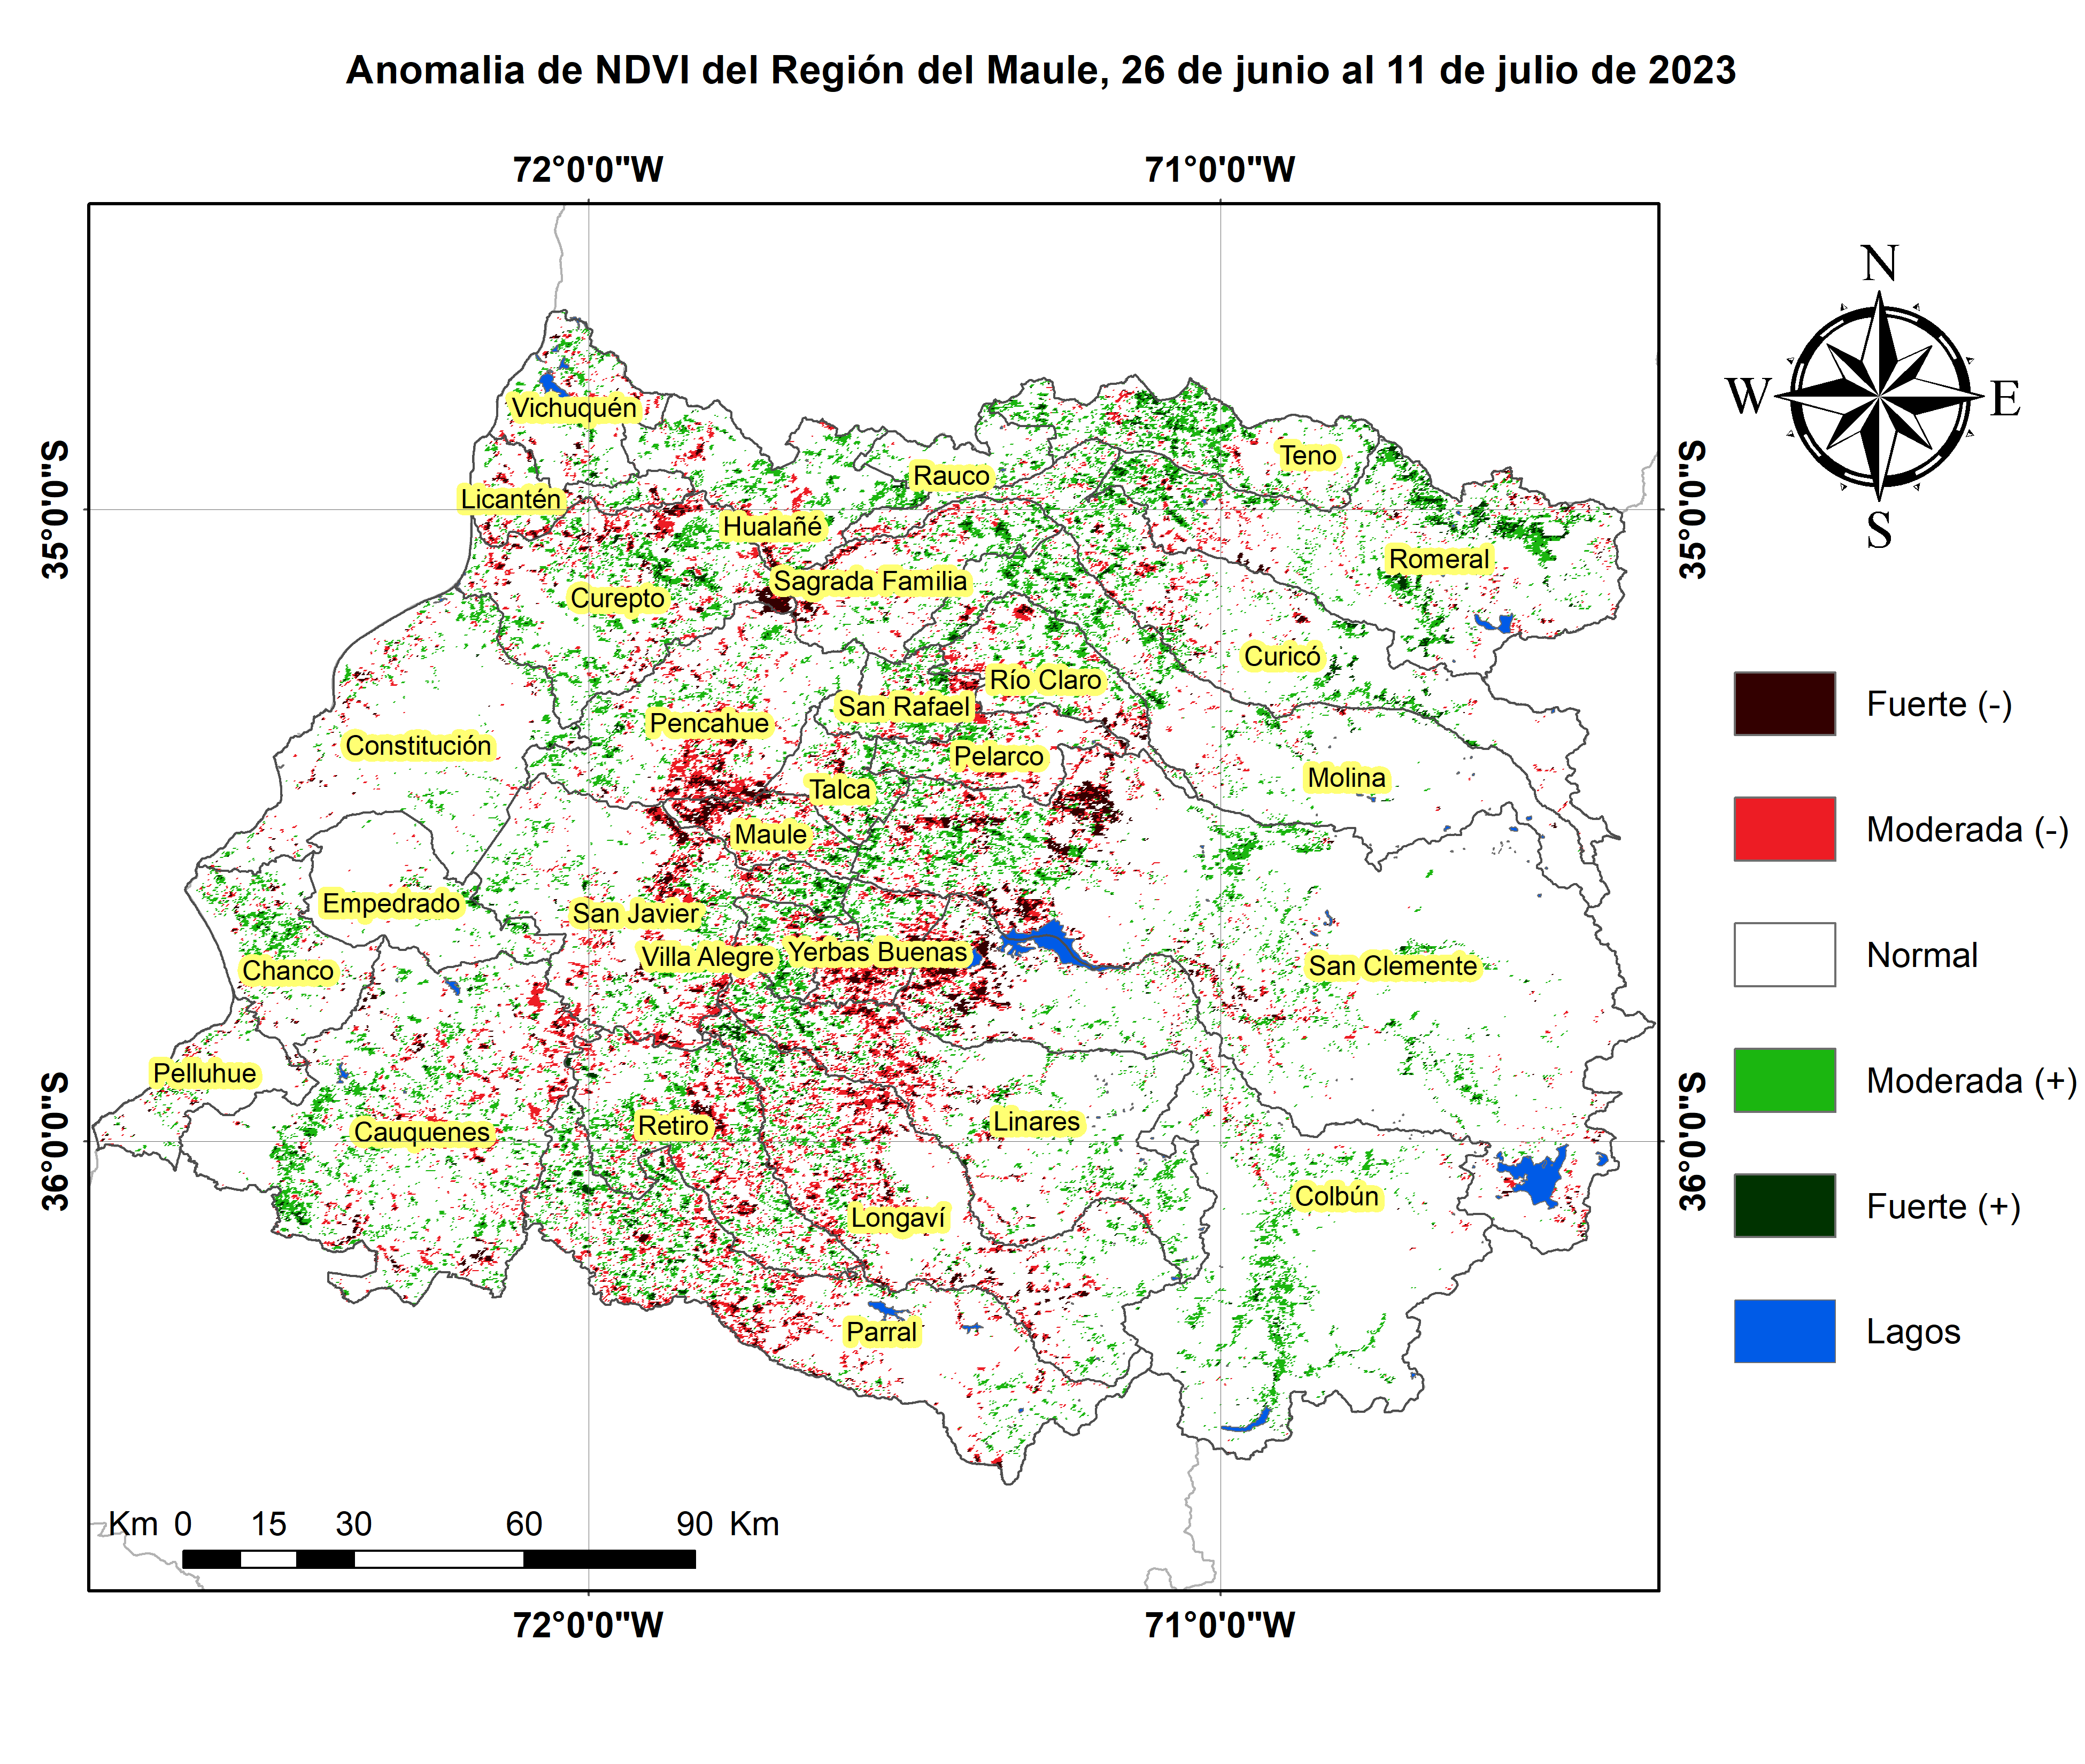 Anomalia de NDVI del Región del Maule, 26 de junio al 11 de julio de 2023
72°0'0"W
71°0'0"W
35°0'0"S
35°0'0"S
36°0'0"S
36°0'0"S
72°0'0"W
71°0'0"W
N
W
E
S
Vichuquén
Teno
Rauco
Licantén
Hualañé
Romeral
Sagrada Familia
Curepto
Curicó
Río Claro
San Rafael
Pencahue
Constitución
Pelarco
Molina
Talca
Maule
Empedrado
San Javier
Yerbas Buenas
Villa Alegre
San Clemente
Chanco
Pelluhue
Linares
Retiro
Cauquenes
Colbún
Longaví
Parral
Km 0 15 30 60 90 Km
Fuerte (-)
Moderada (-)
Normal
Moderada (+)
Fuerte (+)
Lagos